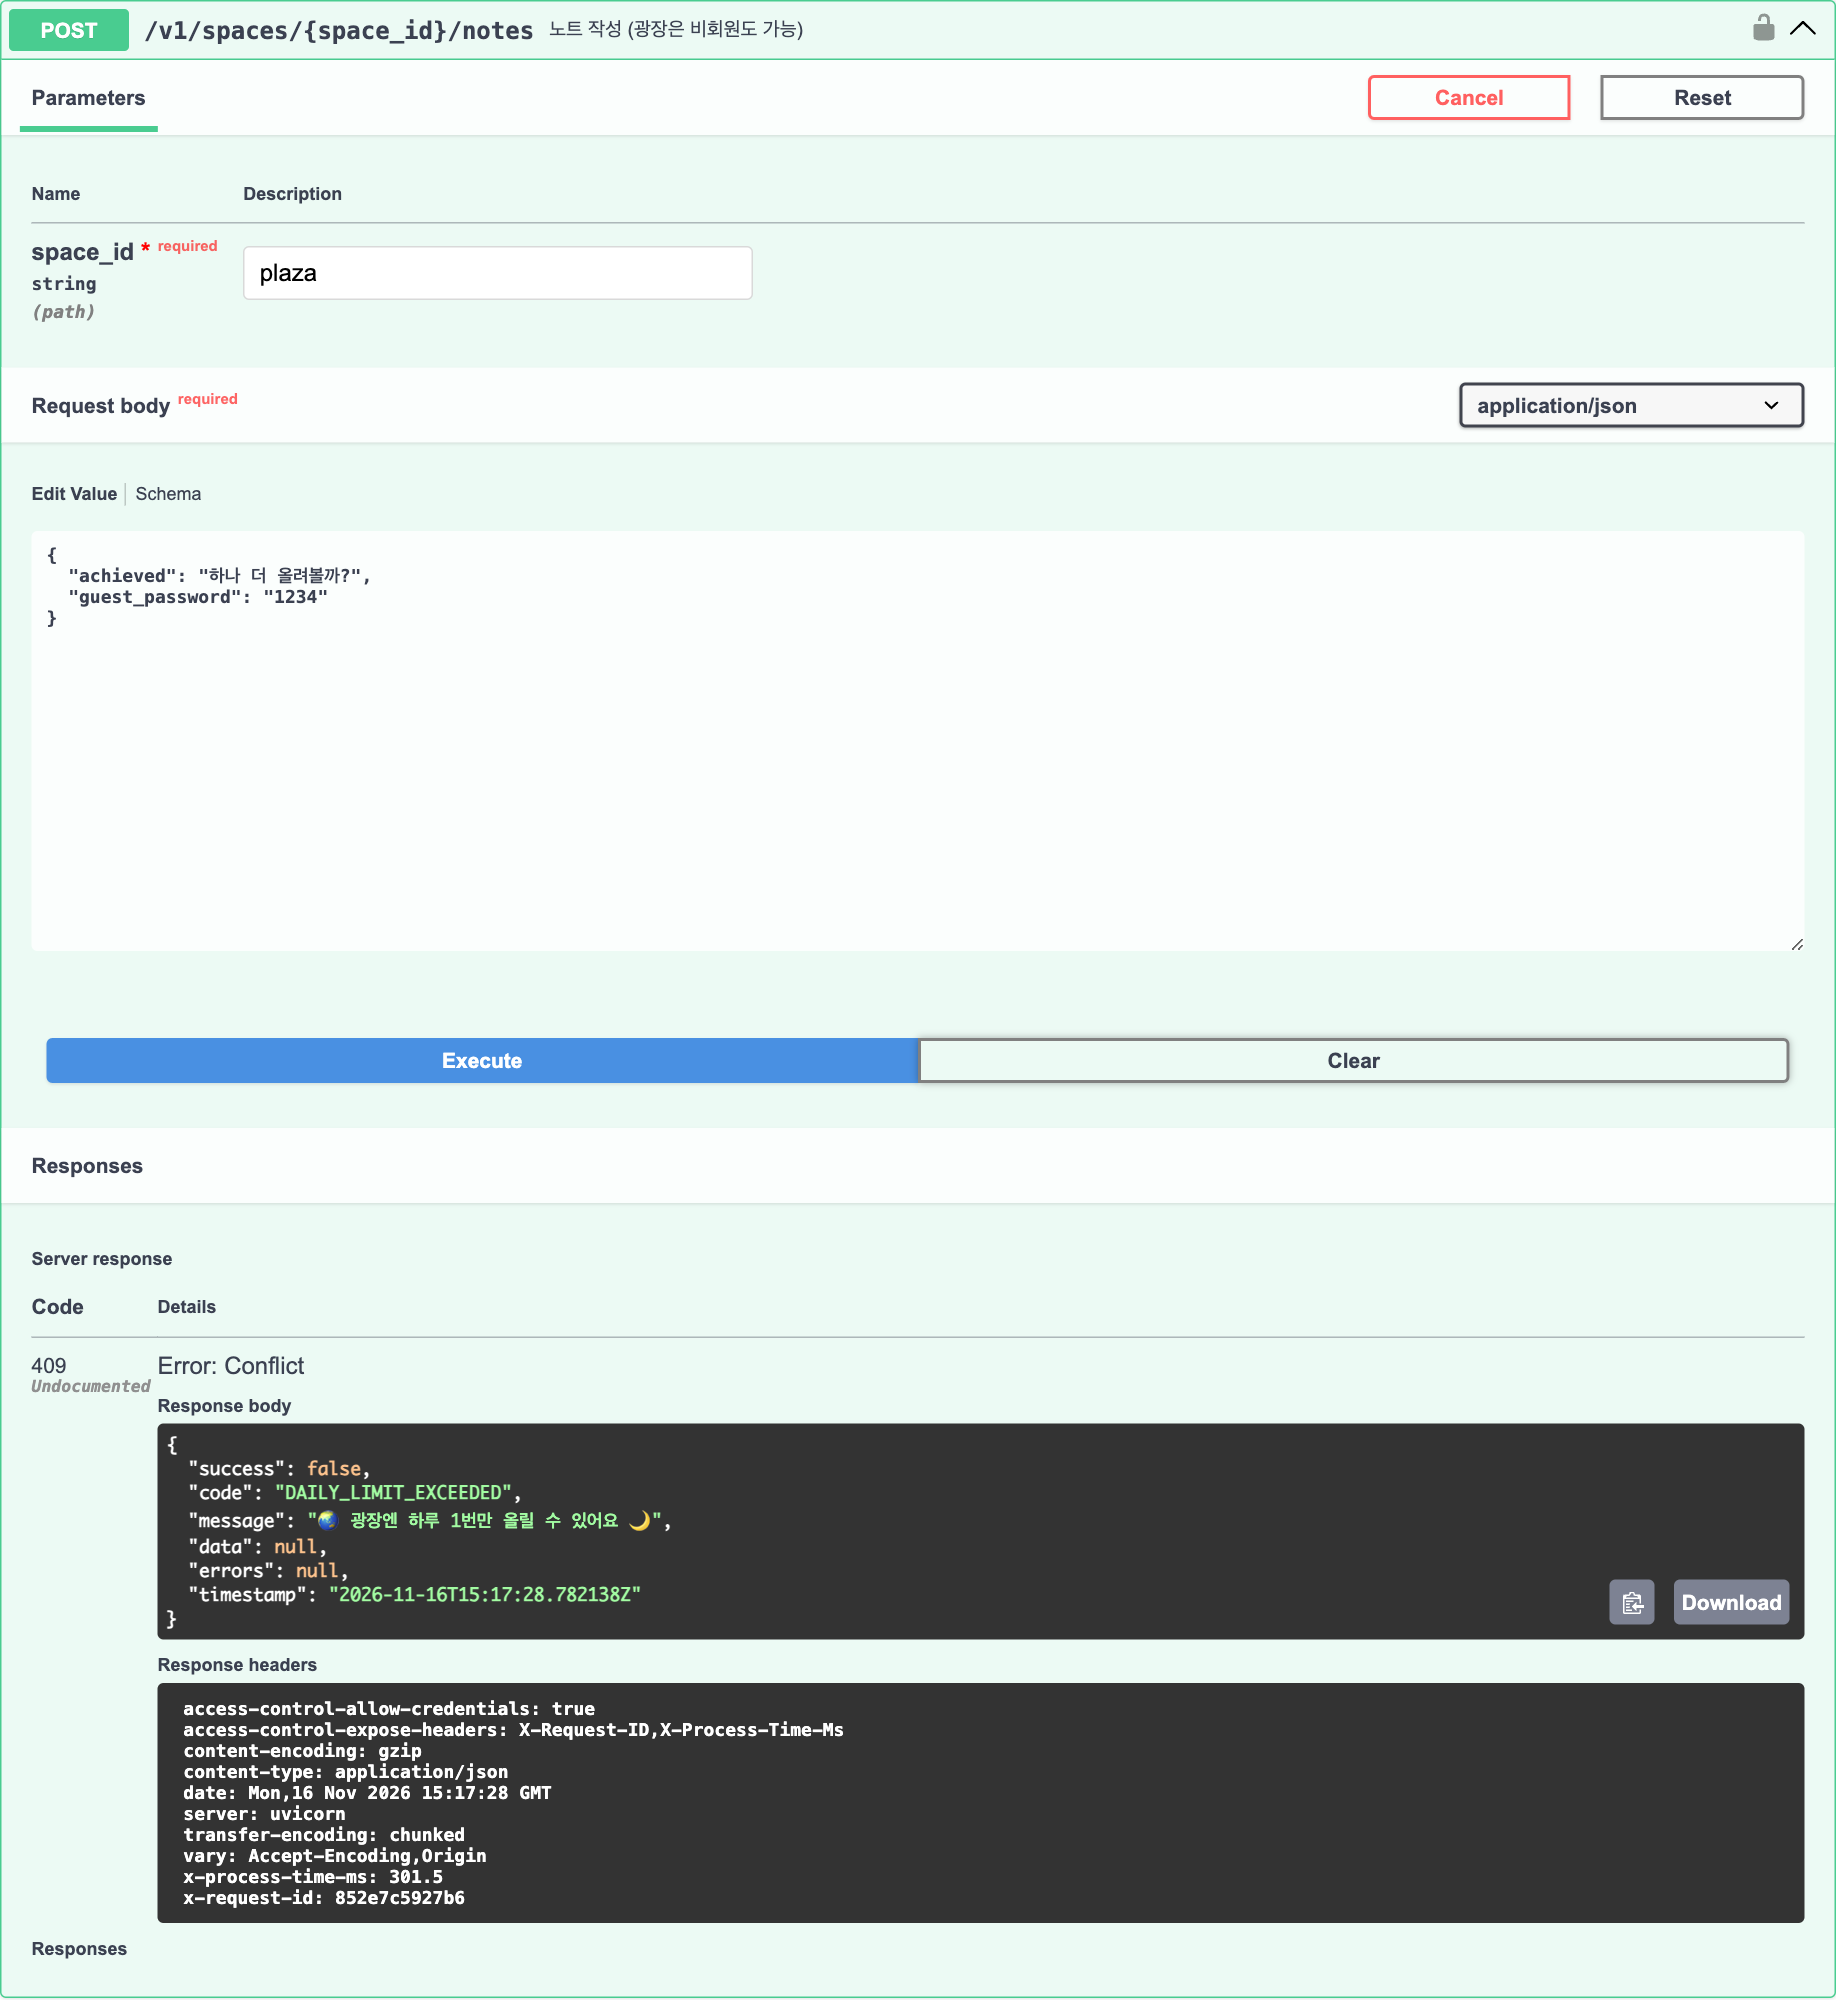 POST /v1/spaces/{space_id}/notes 노트 작성 (광장은 비회원도 가능)
Parameters
Cancel
Reset
Name Description
space_id * required
string
(path)
plaza
Request body required
application/json
Edit Value | Schema
{
  "achieved": "하나 더 올려볼까?",
  "guest_password": "1234"
}
Execute
Clear
Responses
Server response
Code Details
409
Undocumented
Error: Conflict
Response body
{
  "success": false,
  "code": "DAILY_LIMIT_EXCEEDED",
  "message": "🌏 광장엔 하루 1번만 올릴 수 있어요 🌙",
  "data": null,
  "errors": null,
  "timestamp": "2026-11-16T15:17:28.782138Z"
}
Download
Response headers
access-control-allow-credentials: true
access-control-expose-headers: X-Request-ID,X-Process-Time-Ms
content-encoding: gzip
content-type: application/json
date: Mon,16 Nov 2026 15:17:28 GMT
server: uvicorn
transfer-encoding: chunked
vary: Accept-Encoding,Origin
x-process-time-ms: 301.5
x-request-id: 852e7c5927b6
Responses